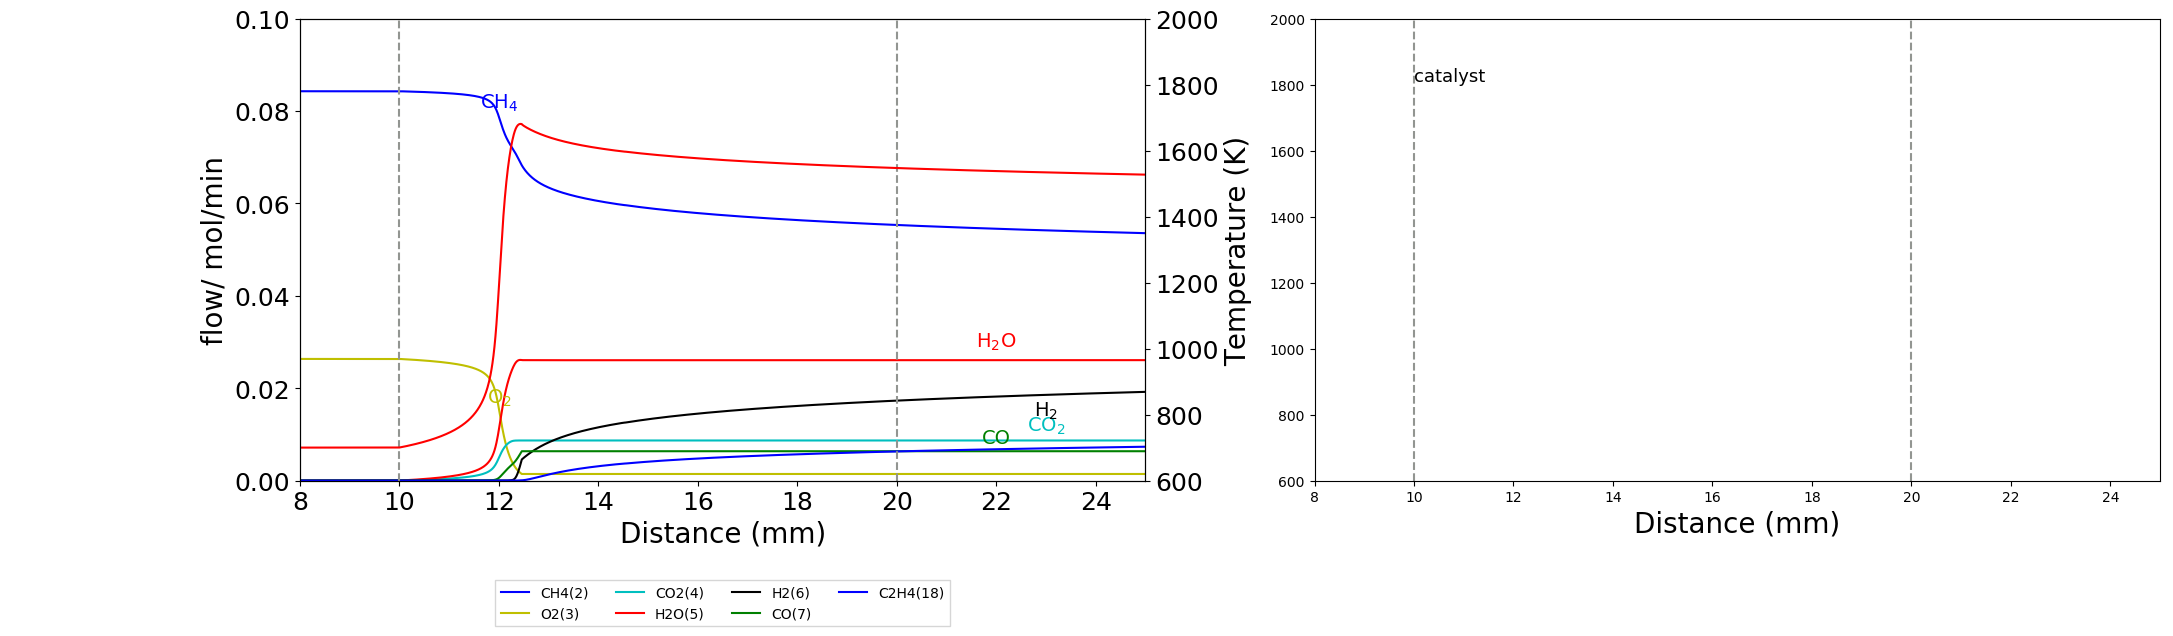 0.10
0.08
0.06
0.04
0.02
0.00
flow/ mol/min
8 10 12 14 16 18 20 22 24
Distance (mm)
2000
1800
1600
1400
1200
1000
800
600
Temperature (K)
CH₄
O₂
H₂O
H₂
CO₂
CO
CH4(2) CO2(4) H2(6) C2H4(18)
O2(3) H2O(5) CO(7)
2000
1800
1600
1400
1200
1000
800
600
catalyst
8 10 12 14 16 18 20 22 24
Distance (mm)